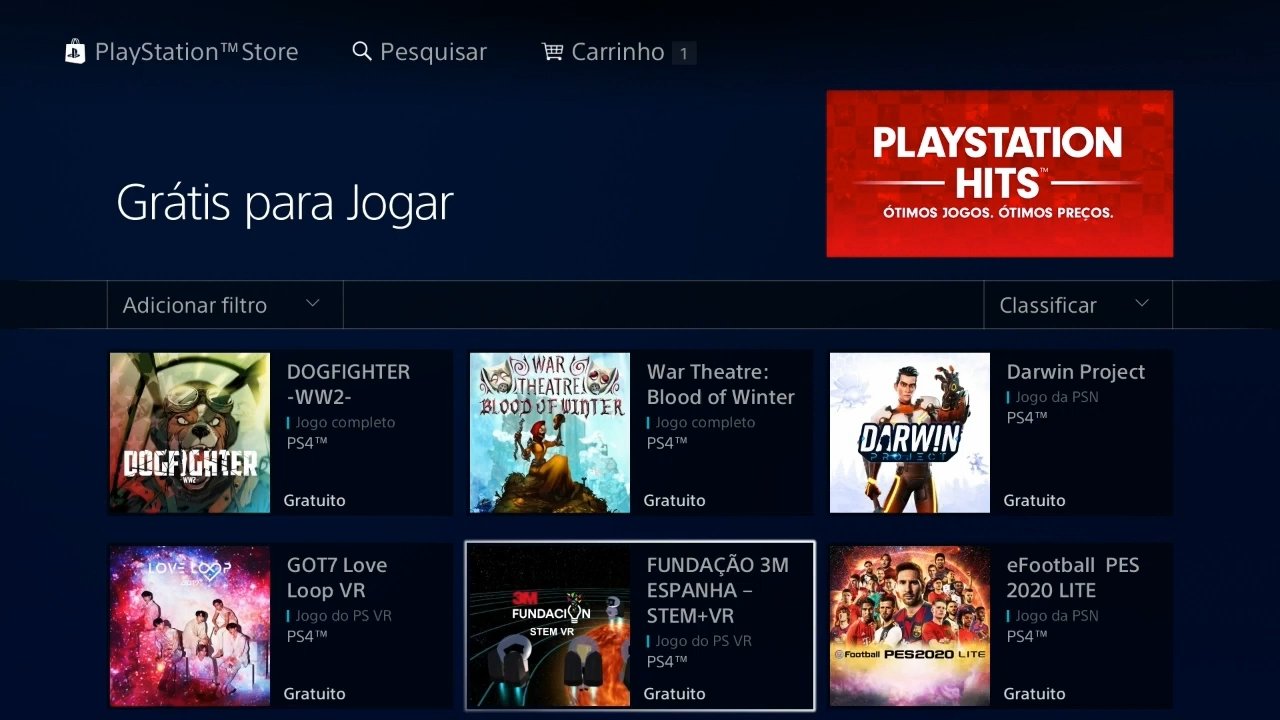 PlayStation™Store
Pesquisar
Carrinho 1
PLAYSTATION
HITS™
ÓTIMOS JOGOS. ÓTIMOS PREÇOS.
Grátis para Jogar
Adicionar filtro
Classificar
DOGFIGHTER
WW2
DOGFIGHTER
-WW2-
Jogo completo
PS4™
Gratuito
WAR
THEATRE:
BLOOD OF WINTER
War Theatre:
Blood of Winter
Jogo completo
PS4™
Gratuito
DARWIN
PROJECT
Darwin Project
Jogo da PSN
PS4™
Gratuito
LOVE LOOP
GOT7
GOT7 Love
Loop VR
Jogo do PS VR
PS4™
Gratuito
3M
FUNDACIÓN
STEM VR
FUNDAÇÃO 3M
ESPANHA –
STEM+VR
Jogo do PS VR
PS4™
Gratuito
eFootball PES2020 LITE
eFootball PES
2020 LITE
Jogo da PSN
PS4™
Gratuito